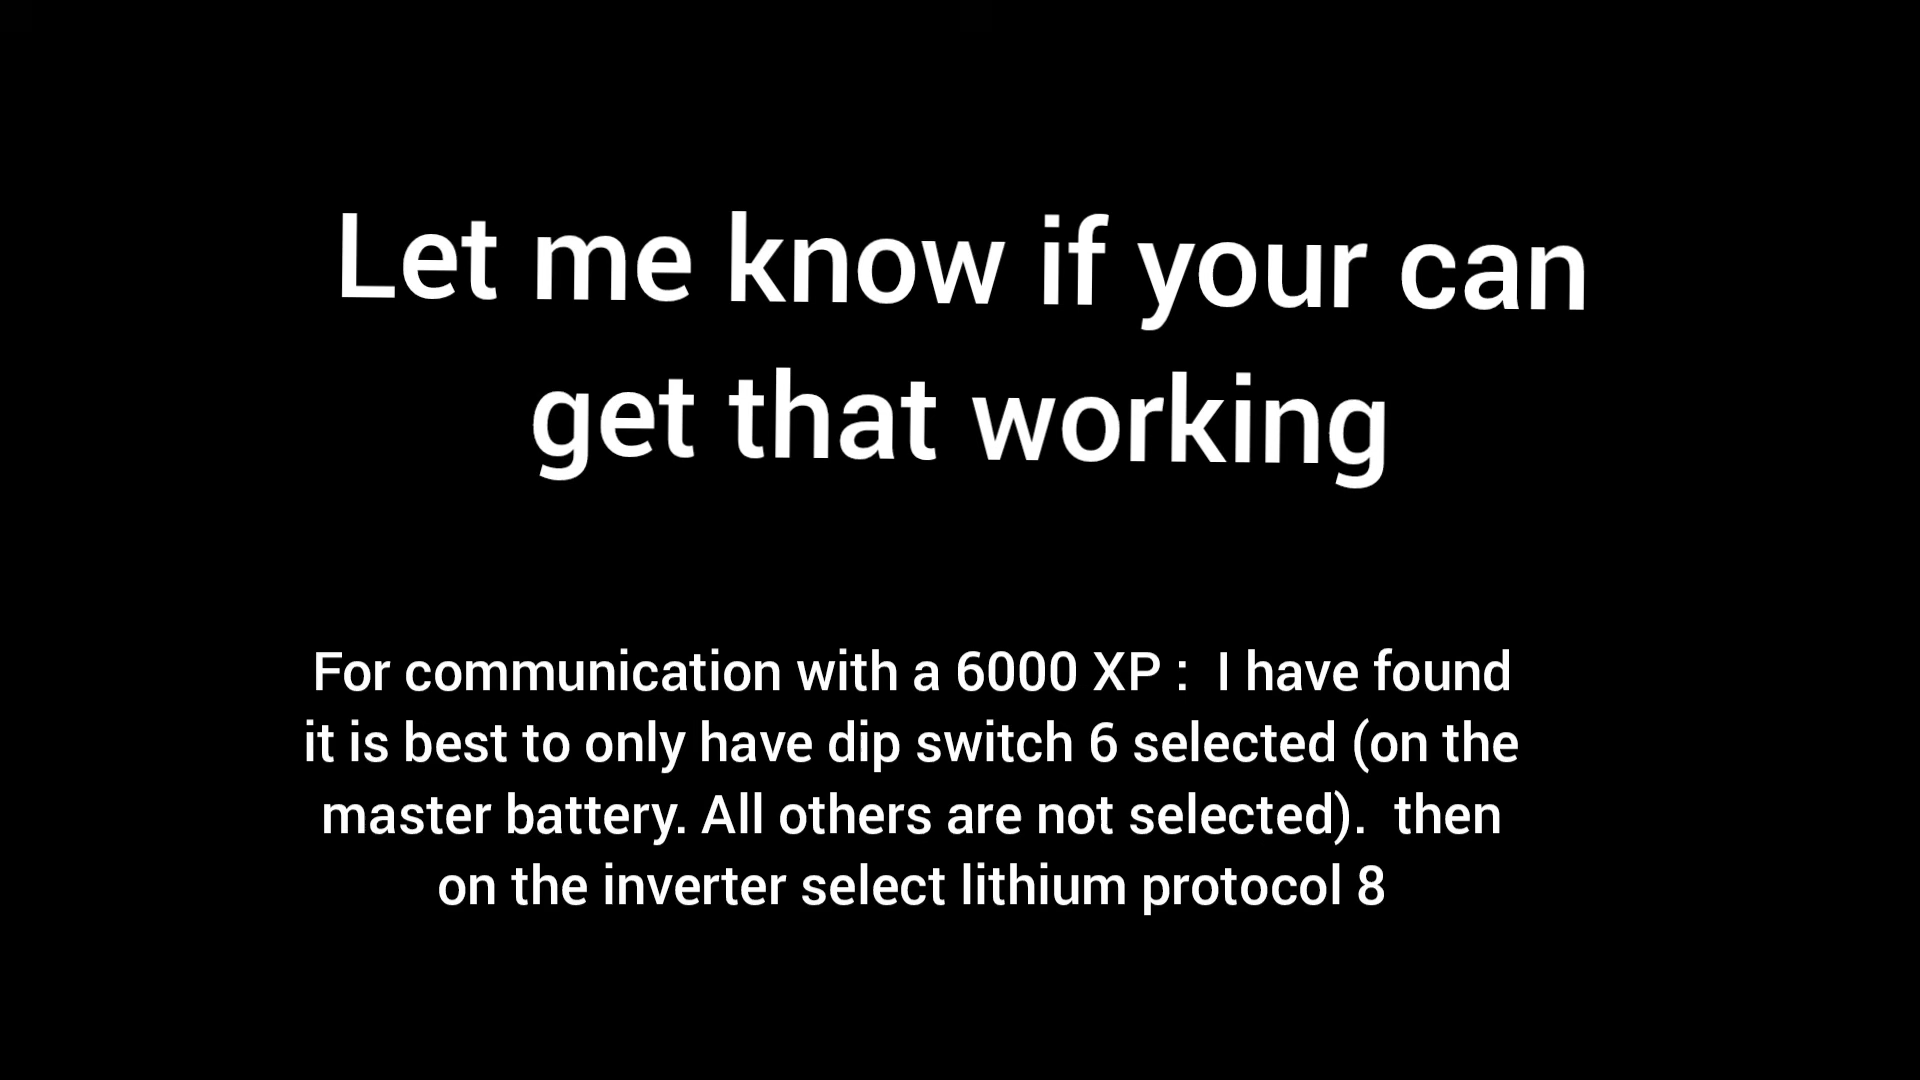 Let me know if your can
get that working
For communication with a 6000 XP :  I have found
it is best to only have dip switch 6 selected (on the
master battery. All others are not selected).  then
on the inverter select lithium protocol 8